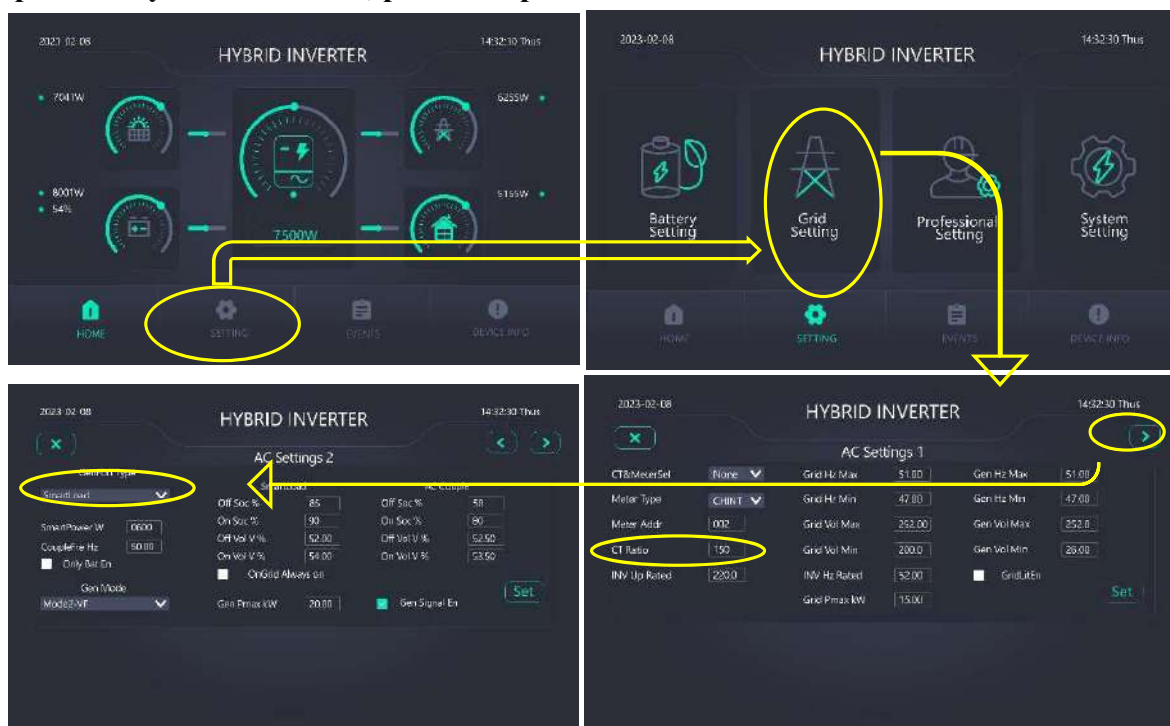 2023-02-08
14:32:30 Thus
HYBRID INVERTER
7041W
6255W
8001W
54%
5155W
7500W
HOME
SETTING
EVENTS
DEVICE INFO
2023-02-08
14:32:30 Thus
HYBRID INVERTER
Battery Setting
Grid Setting
Professional Setting
System Setting
HOME
SETTING
EVENTS
DEVICE INFO
2023-02-08
14:32:30 Thus
HYBRID INVERTER
AC Settings 2
SmartLoad
SmartLoad
AC Couple
Off Soc % 85 Off Soc % 50
SmartPower W 0600 On Soc % 90 On Soc % 80
CoupleFre Hz 50.00 Off Vol V % 52.00 Off Vol V % 52.50
Only Bat En On Vol V % 54.00 On Vol V % 53.50
OnGrid Always on
Gen Mode
Set
Mode2-VF Gen Pmax kW 20.00 Gen Signal En
2023-02-08
14:32:30 Thus
HYBRID INVERTER
AC Settings 1
CT&MeterSel None Grid Hz Max 51.00 Gen Hz Max 51.00
Meter Type CHINT Grid Hz Min 47.00 Gen Hz Min 47.00
Meter Addr 002 Grid Vol Max 252.00 Gen Vol Max 252.0
CT Ratio 150 Grid Vol Min 200.0 Gen Vol Min 26.00
INV Up Rated 220.0 INV Hz Rated 52.00 GridLitEn
Grid Pmax kW 15.00 Set